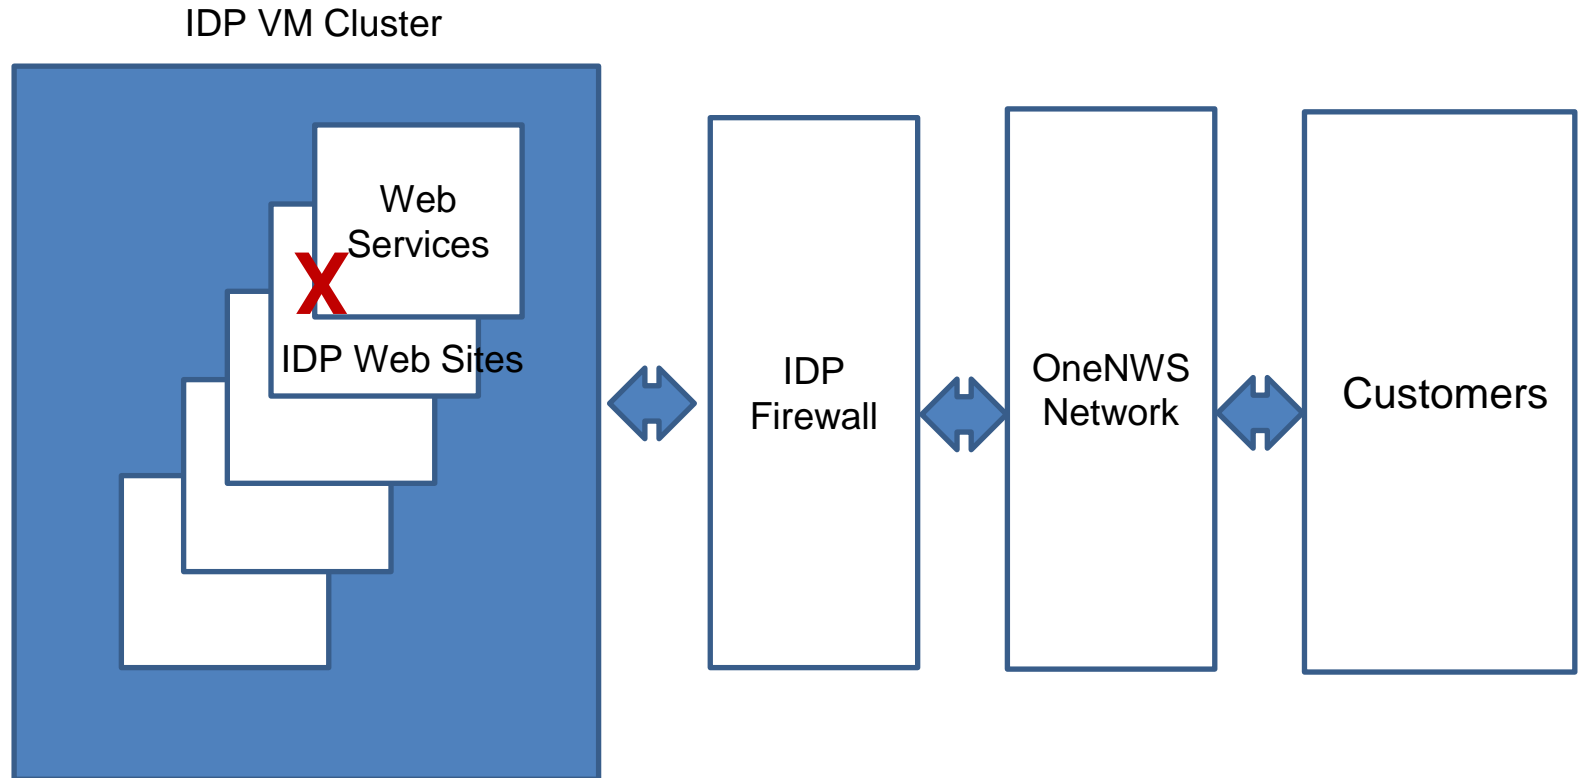 IDP VM Cluster
Web
Services
X
IDP Web Sites
IDP
Firewall
OneNWS
Network
Customers